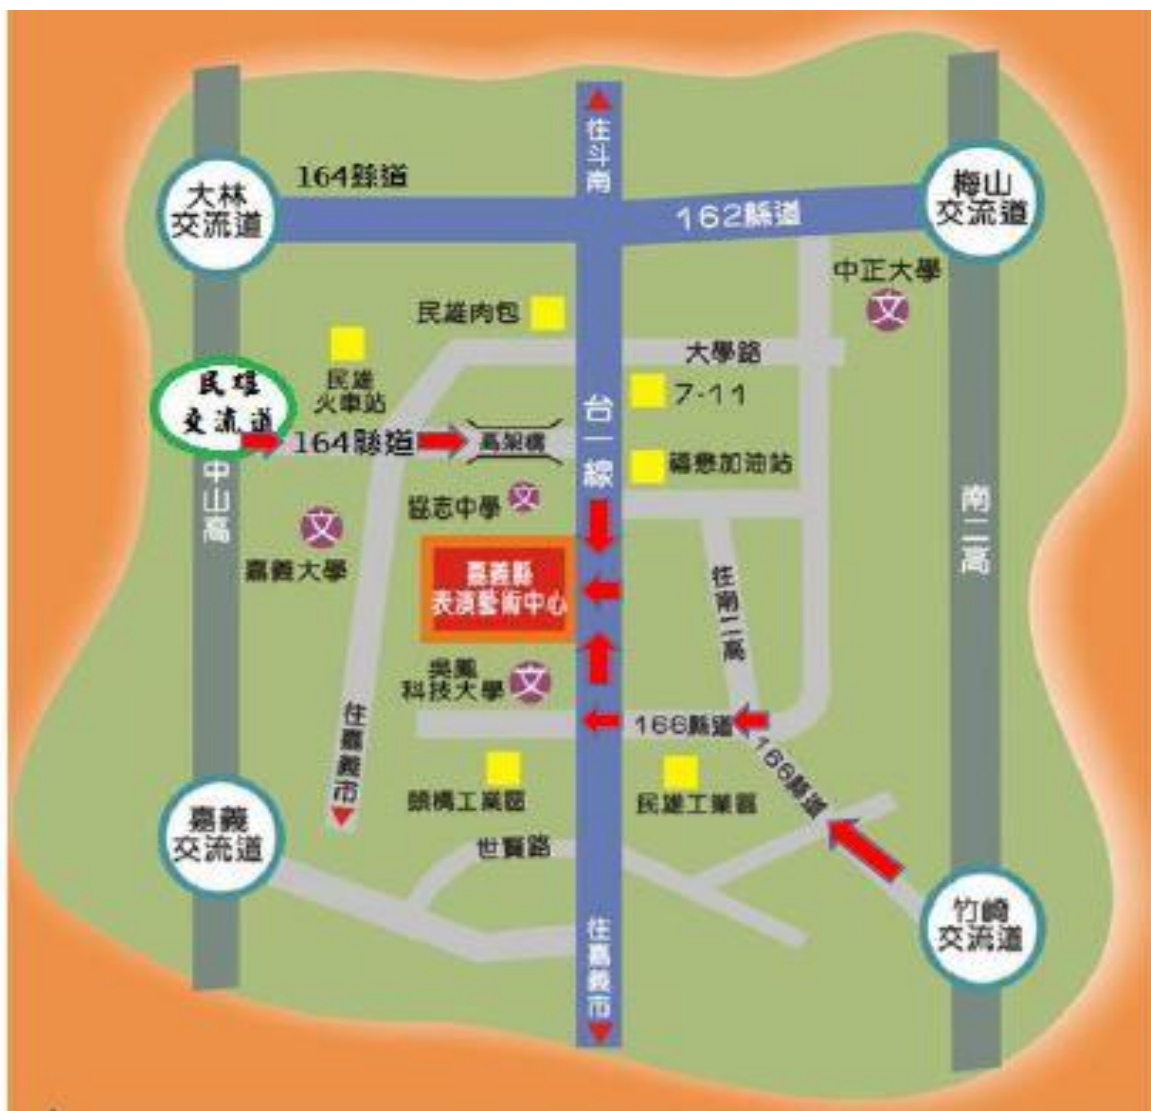 往斗南
164縣道
大林
交流道
162縣道
梅山
交流道
中正大學
文
民雄肉包
大學路
民雄
火車站
7-11
民雄
交流道
164縣道
高架橋
台一線
福懋加油站
中山高
協志中學
文
文
嘉義大學
南二高
嘉義縣
表演藝術中心
往南二高
吳鳳
科技大學
文
往嘉義市
166縣道
166縣道
頭橋工業區
民雄工業區
嘉義
交流道
世賢路
竹崎
交流道
往嘉義市